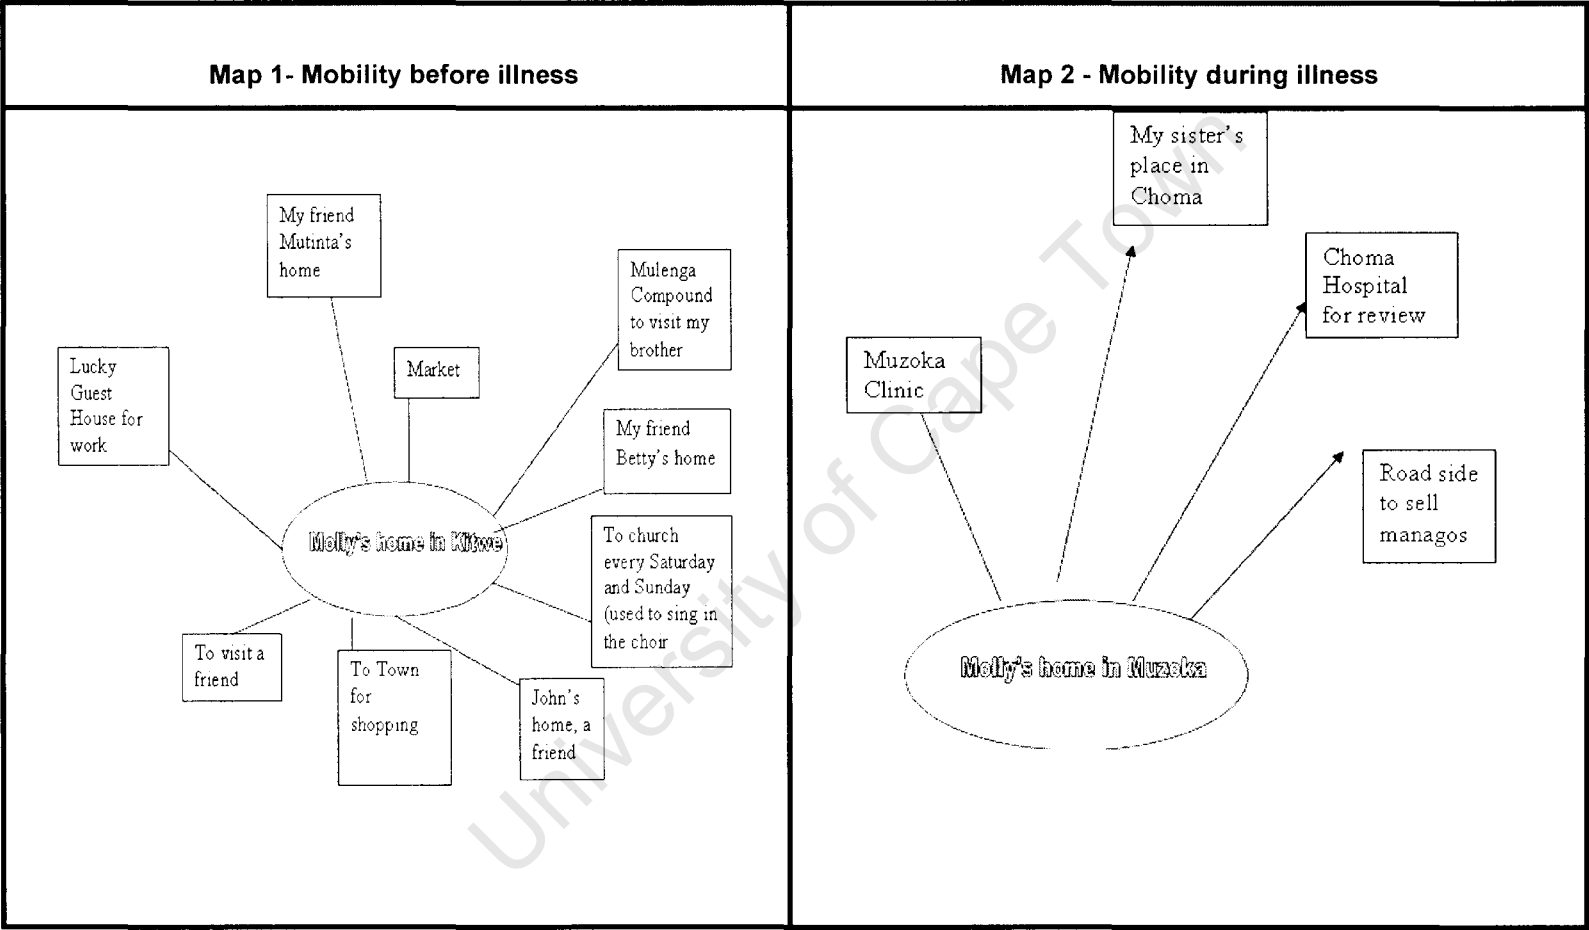 Map 1- Mobility before illness
My friend
Mutinta's
home
Mulenga
Compound
to visit my
brother
Lucky
Guest
House for
work
Market
My friend
Betty's home
Molly's home in Kitwe
To church
every Saturday
and Sunday
(used to sing in
the choir
To visit a
friend
To Town
for
shopping
John's
home, a
friend
Map 2 - Mobility during illness
My sister's
place in
Choma
Choma
Hospital
for review
Muzoka
Clinic
Road side
to sell
managos
Molly's home in Muzoka
University of Cape Town